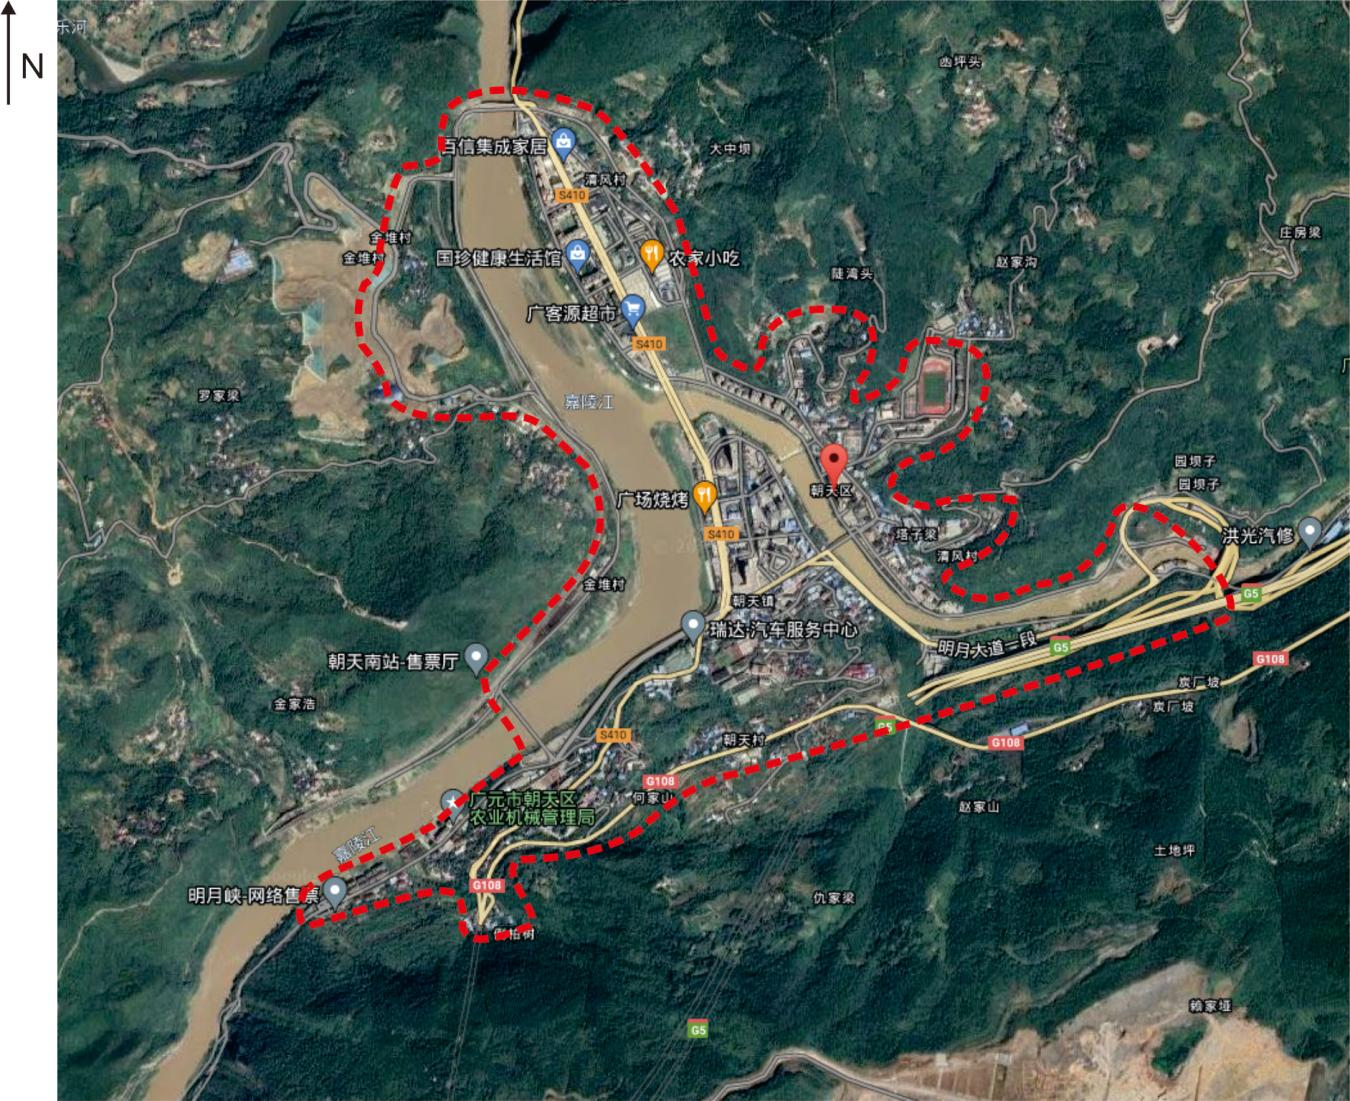 N
乐河
凼坪头
百信集成家居
大中坝
清风村
S410
庄房梁
金堆村
金堆村
国珍健康生活馆
农家小吃
赵家沟
陡湾头
广客源超市
S410
罗家梁
嘉陵江
园坝子
园坝子
朝天区
广场烧烤
S410
塔子梁
清风村
洪光汽修
金堆村
朝天镇
G5
瑞达·汽车服务中心
明月大道一段
G5
朝天南站-售票厅
G108
炭厂坡
炭厂坡
金家浩
G5
S410
朝天村
G108
G108
何家山
广元市朝天区
农业机械管理局
赵家山
嘉陵江
土地坪
明月峡-网络售票
G108
仇家梁
赖家垭
G5